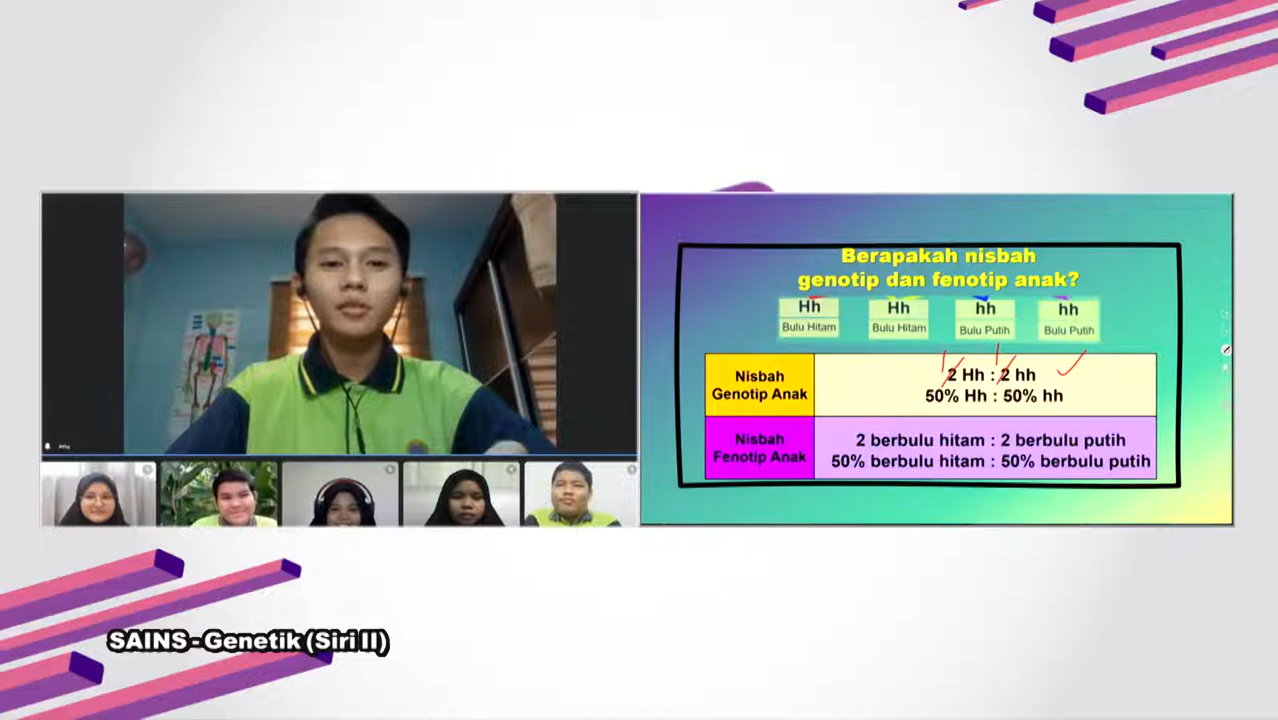 Berapakah nisbah
genotip dan fenotip anak?
Hh Hh hh hh
Bulu Hitam Bulu Hitam Bulu Putih Bulu Putih
Nisbah
Genotip Anak
2 Hh : 2 hh
50% Hh : 50% hh
Nisbah
Fenotip Anak
2 berbulu hitam : 2 berbulu putih
50% berbulu hitam : 50% berbulu putih
SAINS - Genetik (Siri II)